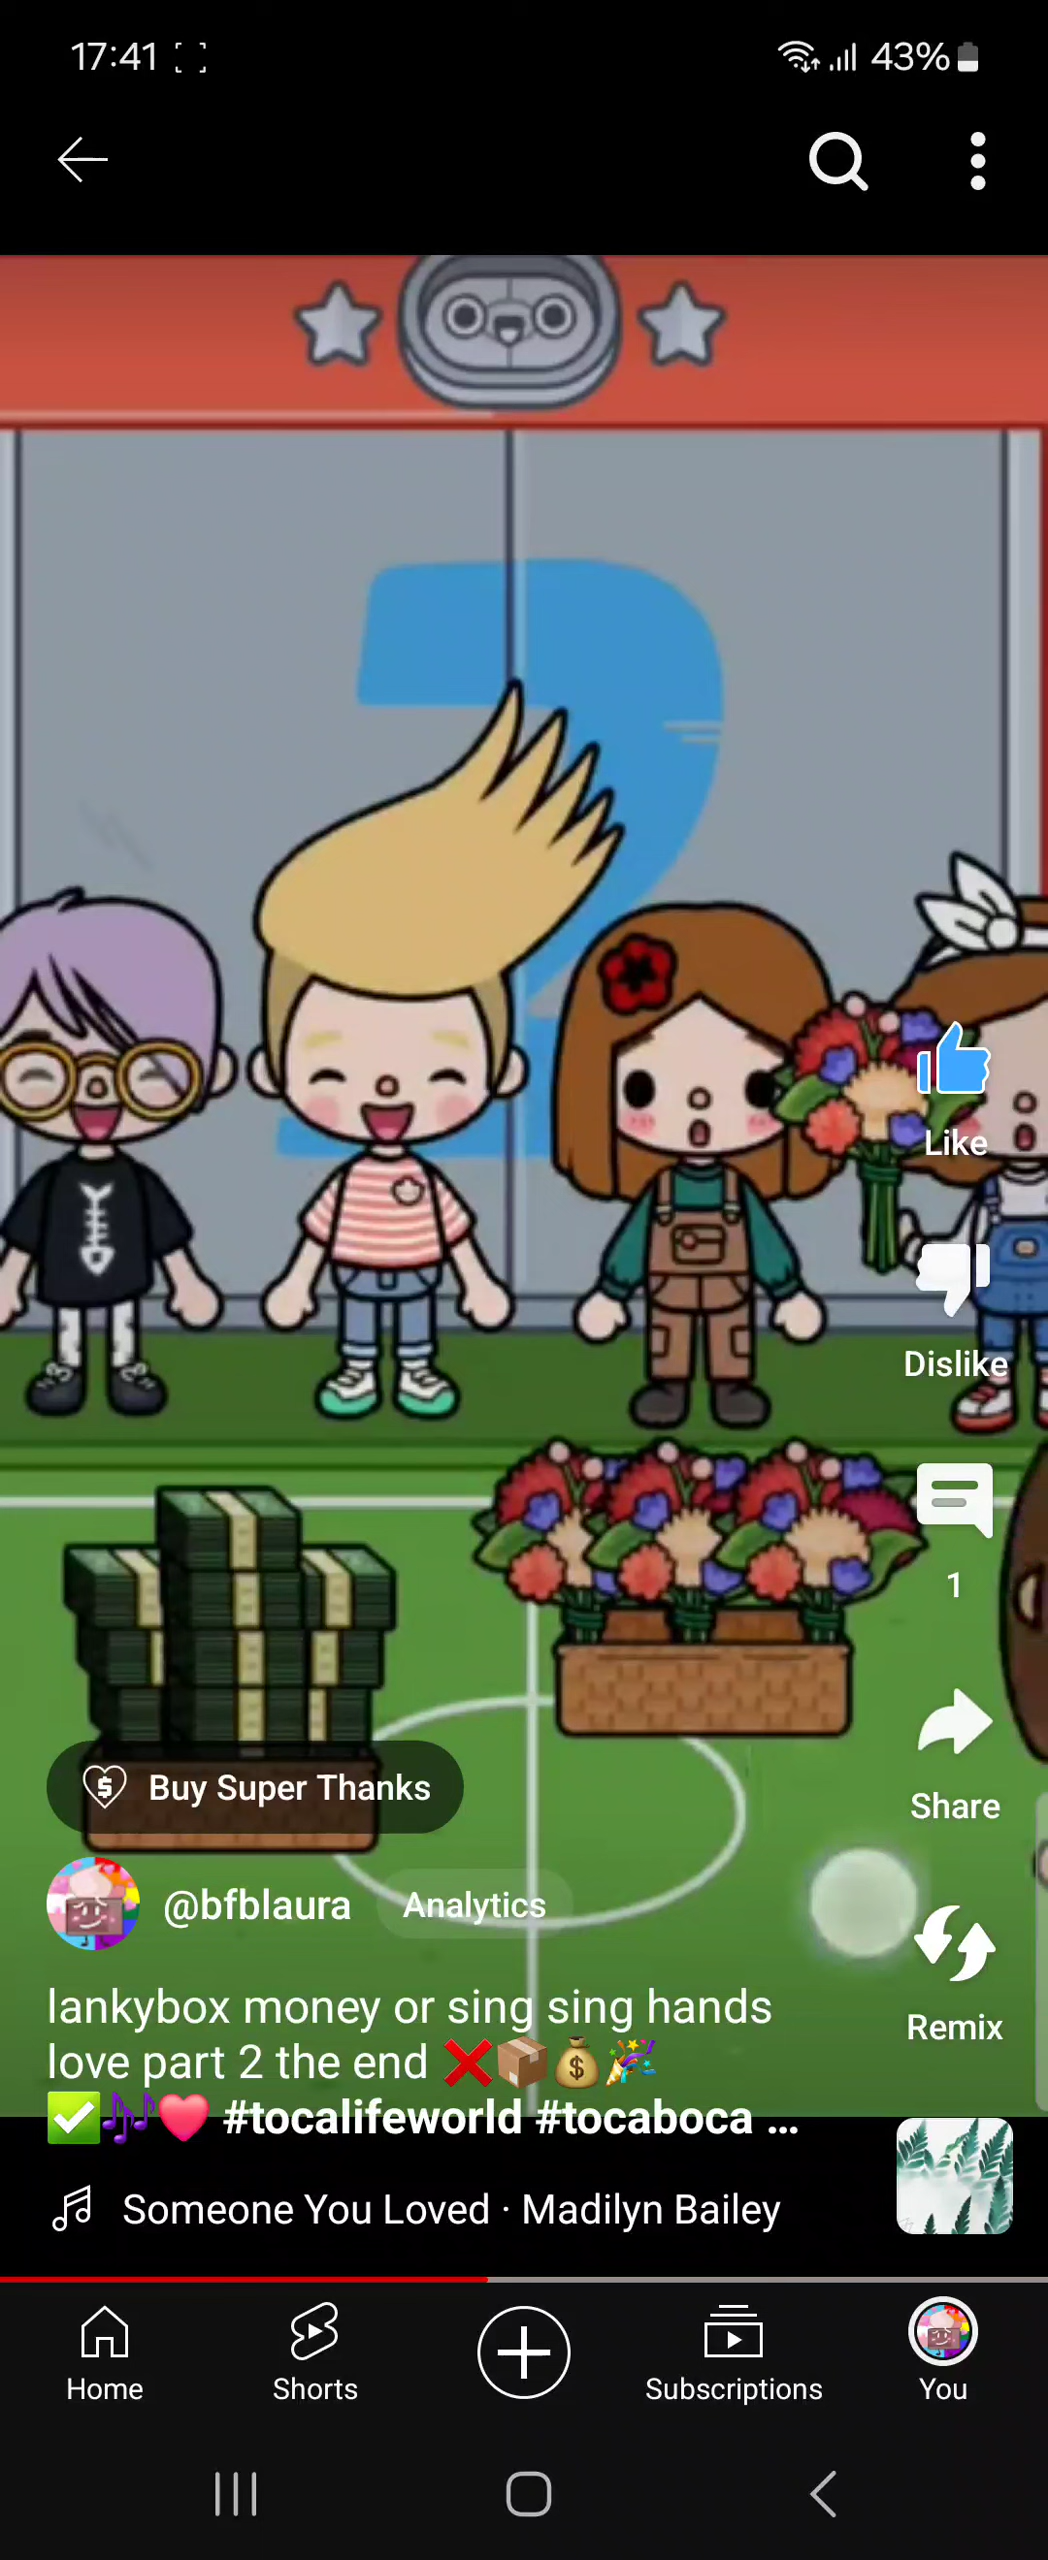 17:41
43%
2
Like
Dislike
1
Share
Buy Super Thanks
@bfblaura
Analytics
Remix
lankybox money or sing sing hands
love part 2 the end ❌📦💰🎉
✅🎶❤️ #tocalifeworld #tocaboca ...
Someone You Loved · Madilyn Bailey
Home
Shorts
Subscriptions
You